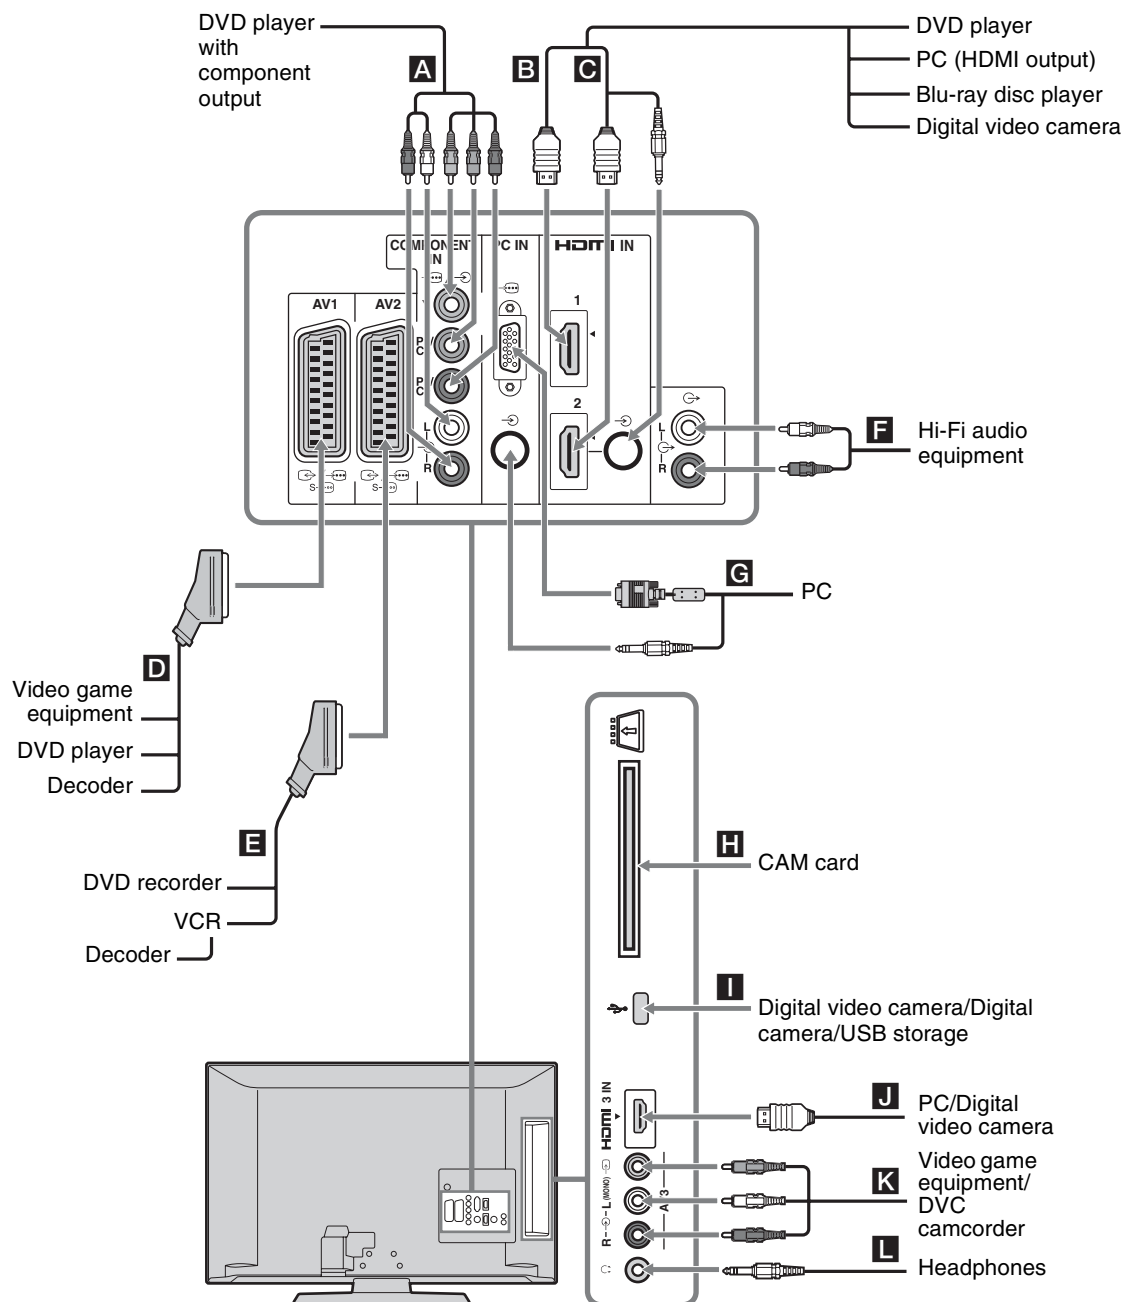 DVD player
with
component
output
A
B
C
DVD player
PC (HDMI output)
Blu-ray disc player
Digital video camera
COMPONENT
IN
PC IN
HDMI IN
AV1
AV2
1
2
L
R
L
R
S
S
F
Hi-Fi audio
equipment
G
PC
D
Video game
equipment
DVD player
Decoder
E
DVD recorder
VCR
Decoder
H
CAM card
I
Digital video camera/Digital
camera/USB storage
HDMI 3 IN
J
PC/Digital
video camera
R
L (MONO)
K
Video game
equipment/
DVC
camcorder
L
Headphones